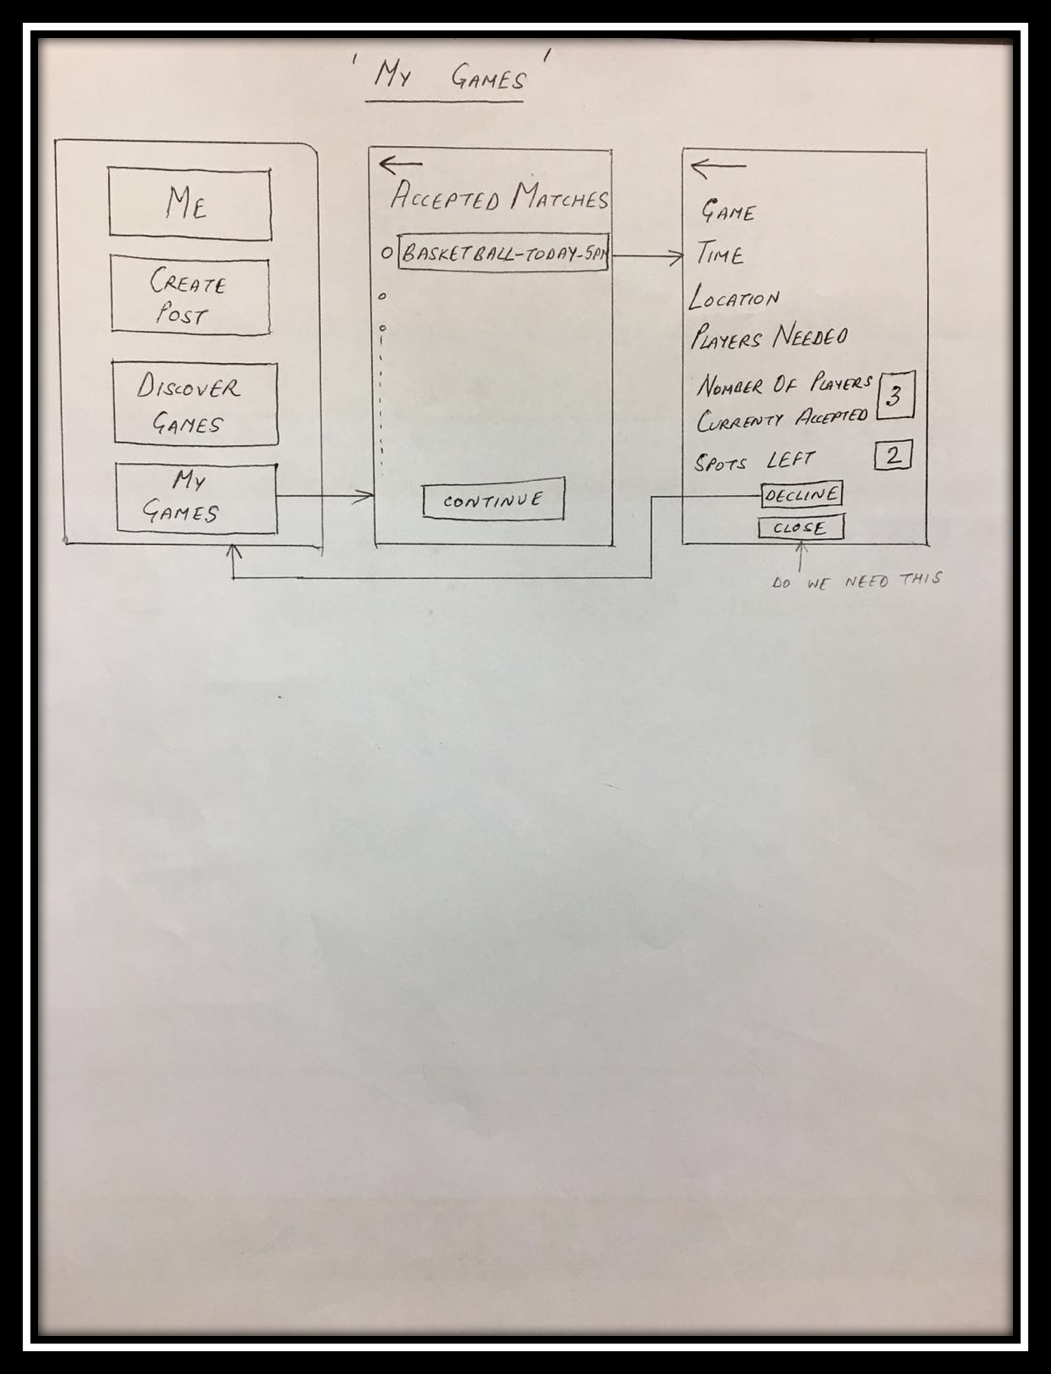 'My Games'
Me
Create
Post
Discover
Games
My
Games
Accepted Matches
Basketball-Today-5pm
Continue
Game
Time
Location
Players Needed
Number Of Players
Currenty Accepted
3
Spots Left
2
Decline
Close
Do we need this